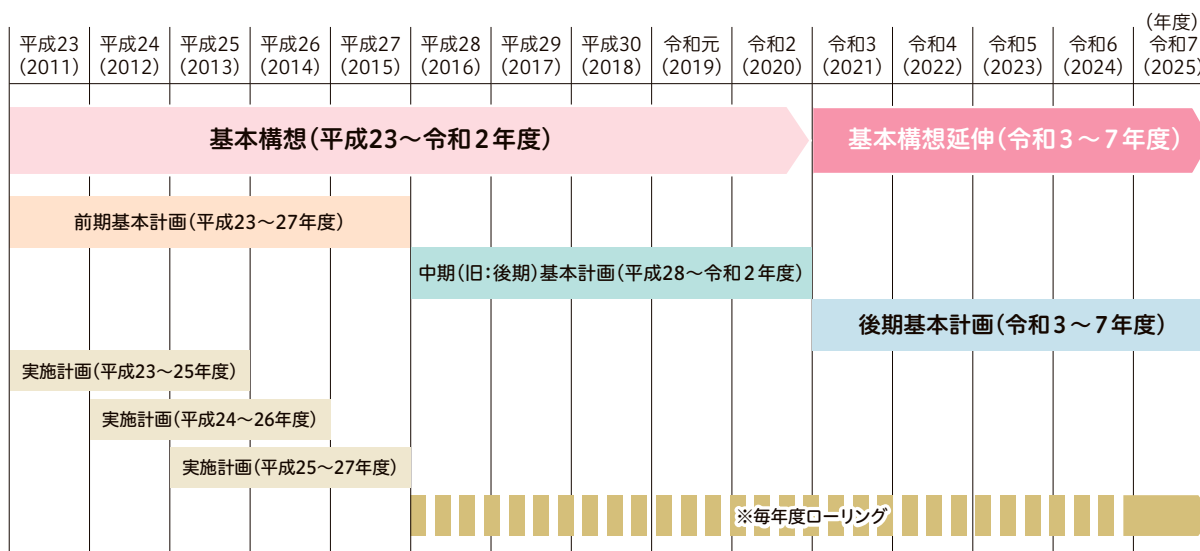 (年度)
平成23 平成24 平成25 平成26 平成27 平成28 平成29 平成30 令和元 令和2 令和3 令和4 令和5 令和6 令和7
(2011) (2012) (2013) (2014) (2015) (2016) (2017) (2018) (2019) (2020) (2021) (2022) (2023) (2024) (2025)
基本構想(平成23〜令和2年度) 基本構想延伸(令和3〜7年度)
前期基本計画(平成23〜27年度)
中期(旧:後期)基本計画(平成28〜令和2年度)
後期基本計画(令和3〜7年度)
実施計画(平成23〜25年度)
実施計画(平成24〜26年度)
実施計画(平成25〜27年度)
※毎年度ローリング